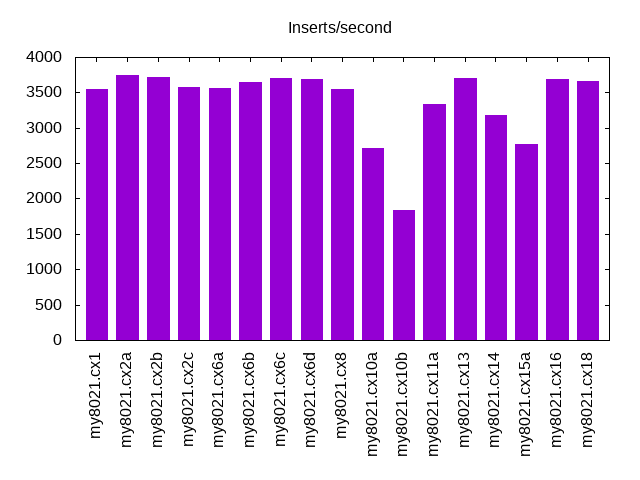 Inserts/second
4000
3500
3000
2500
2000
1500
1000
500
0
my8021.cx1
my8021.cx2a
my8021.cx2b
my8021.cx2c
my8021.cx6a
my8021.cx6b
my8021.cx6c
my8021.cx6d
my8021.cx8
my8021.cx10a
my8021.cx10b
my8021.cx11a
my8021.cx13
my8021.cx14
my8021.cx15a
my8021.cx16
my8021.cx18